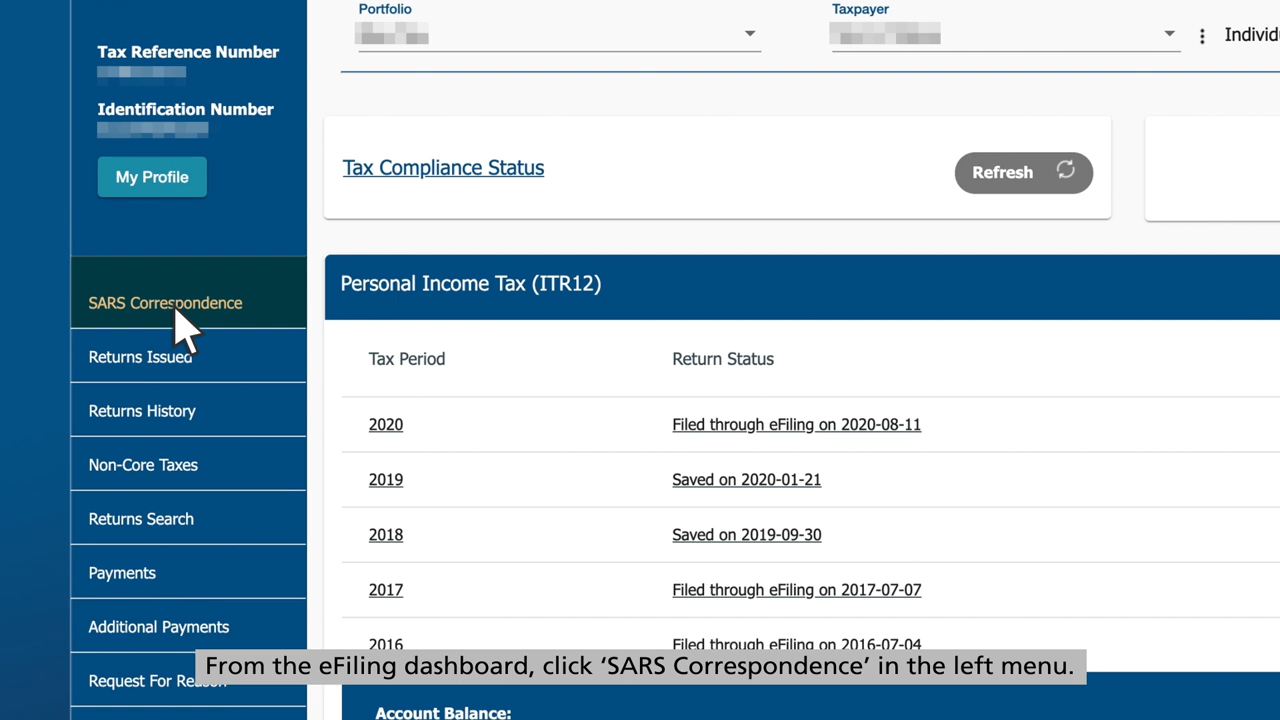 Portfolio
Taxpayer
Individ
Tax Reference Number
Identification Number
My Profile
Tax Compliance Status
Refresh
SARS Correspondence
Returns Issued
Returns History
Non-Core Taxes
Returns Search
Payments
Additional Payments
Request For Reason
Personal Income Tax (ITR12)
Tax Period Return Status
2020 Filed through eFiling on 2020-08-11
2019 Saved on 2020-01-21
2018 Saved on 2019-09-30
2017 Filed through eFiling on 2017-07-07
2016 Filed through eFiling on 2016-07-04
From the eFiling dashboard, click ‘SARS Correspondence’ in the left menu.
Account Balance: